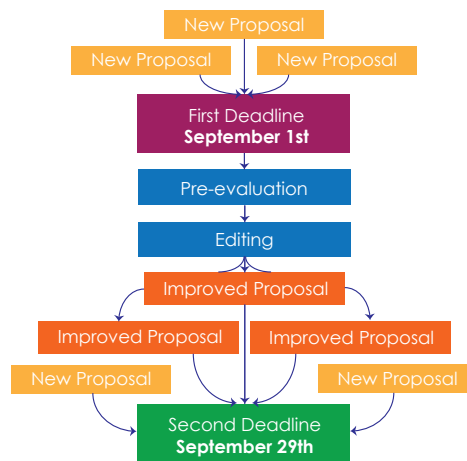 New Proposal
New Proposal
New Proposal
First Deadline
September 1st
Pre-evaluation
Editing
Improved Proposal
Improved Proposal
Improved Proposal
New Proposal
New Proposal
Second Deadline
September 29th